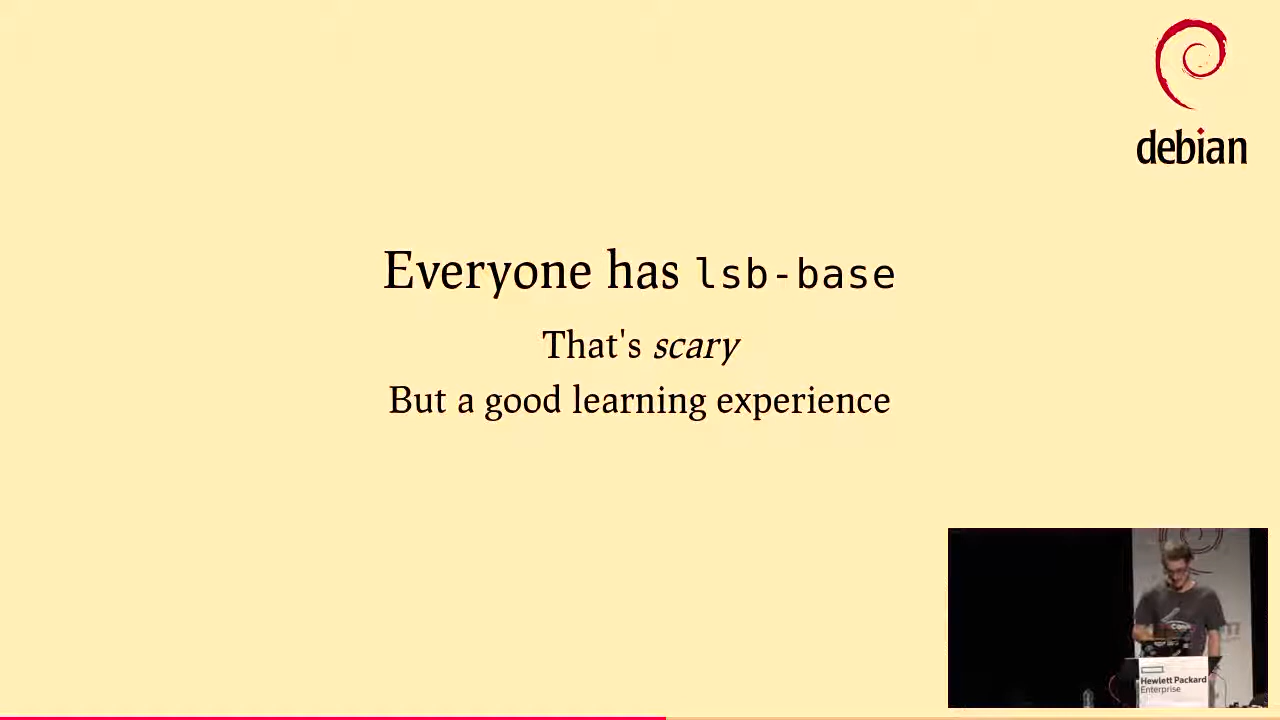 debian
Everyone has lsb-base
That's scary
But a good learning experience
Hewlett Packard
Enterprise